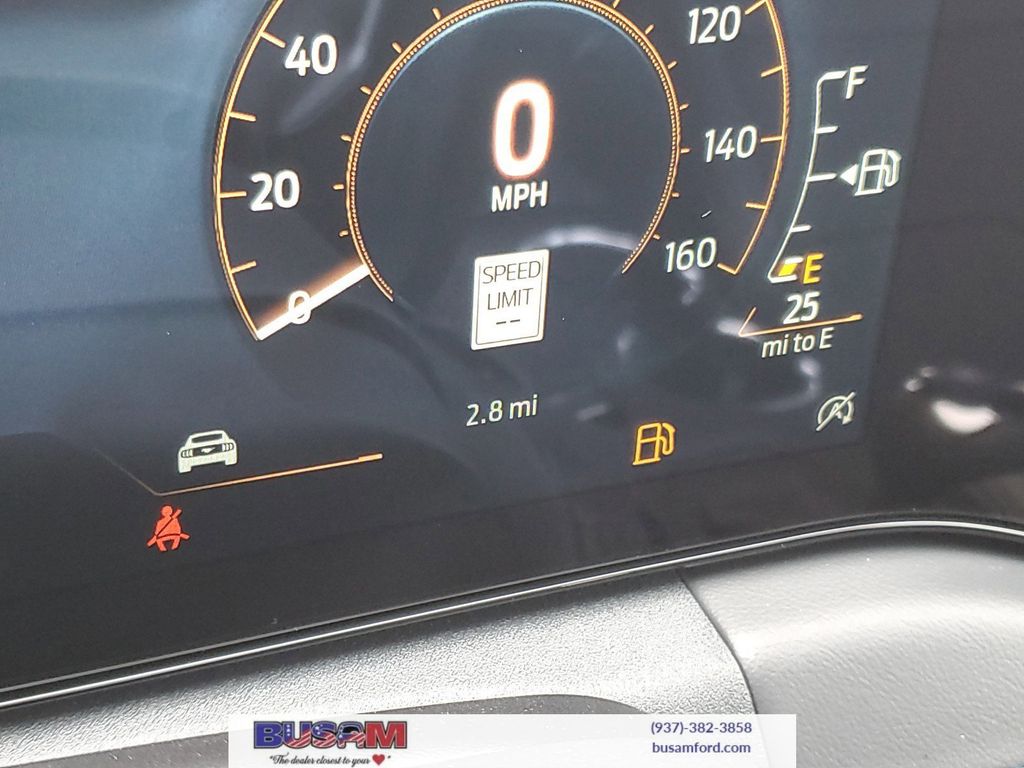 40
120
0
MPH
140
20
160
F
SPEED
LIMIT
--
0
E
25
mi to E
2.8 mi
BUSAM
"The dealer closest to your ❤"
(937)-382-3858
busamford.com